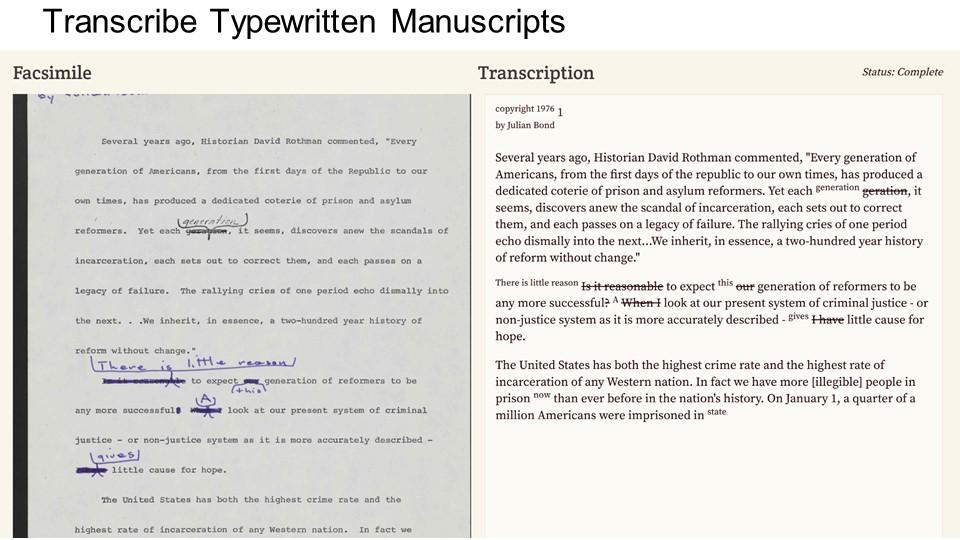 Transcribe Typewritten Manuscripts
Facsimile
Transcription
Status: Complete
by
Several years ago, Historian David Rothman commented, "Every
generation of Americans, from the first days of the Republic to our
own times, has produced a dedicated coterie of prison and asylum
generation
reformers. Yet each , it seems, discovers anew the scandals of
incarceration, each sets out to correct them, and each passes on a
legacy of failure. The rallying cries of one period echo dismally into
the next. . .We inherit, in essence, a two-hundred year history of
reform without change."
There is little reason
Is it reasonable to expect our generation of reformers to be
(this)
A
any more successful look at our present system of criminal
justice - or non-justice system as it is more accurately described -
gives
little cause for hope.
The United States has both the highest crime rate and the
highest rate of incarceration of any Western nation. In fact we
copyright 1976 1
by Julian Bond
Several years ago, Historian David Rothman commented, "Every generation of
Americans, from the first days of the republic to our own times, has produced a
dedicated coterie of prison and asylum reformers. Yet each generation geration, it
seems, discovers anew the scandal of incarceration, each sets out to correct
them, and each passes on a legacy of failure. The rallying cries of one period
echo dismally into the next...We inherit, in essence, a two-hundred year history
of reform without change."
There is little reason Is it reasonable to expect this our generation of reformers to be
any more successful? A When I look at our present system of criminal justice - or
non-justice system as it is more accurately described - gives I have little cause for
hope.
The United States has both the highest crime rate and the highest rate of
incarceration of any Western nation. In fact we have more [illegible] people in
prison now than ever before in the nation's history. On January 1, a quarter of a
million Americans were imprisoned in state